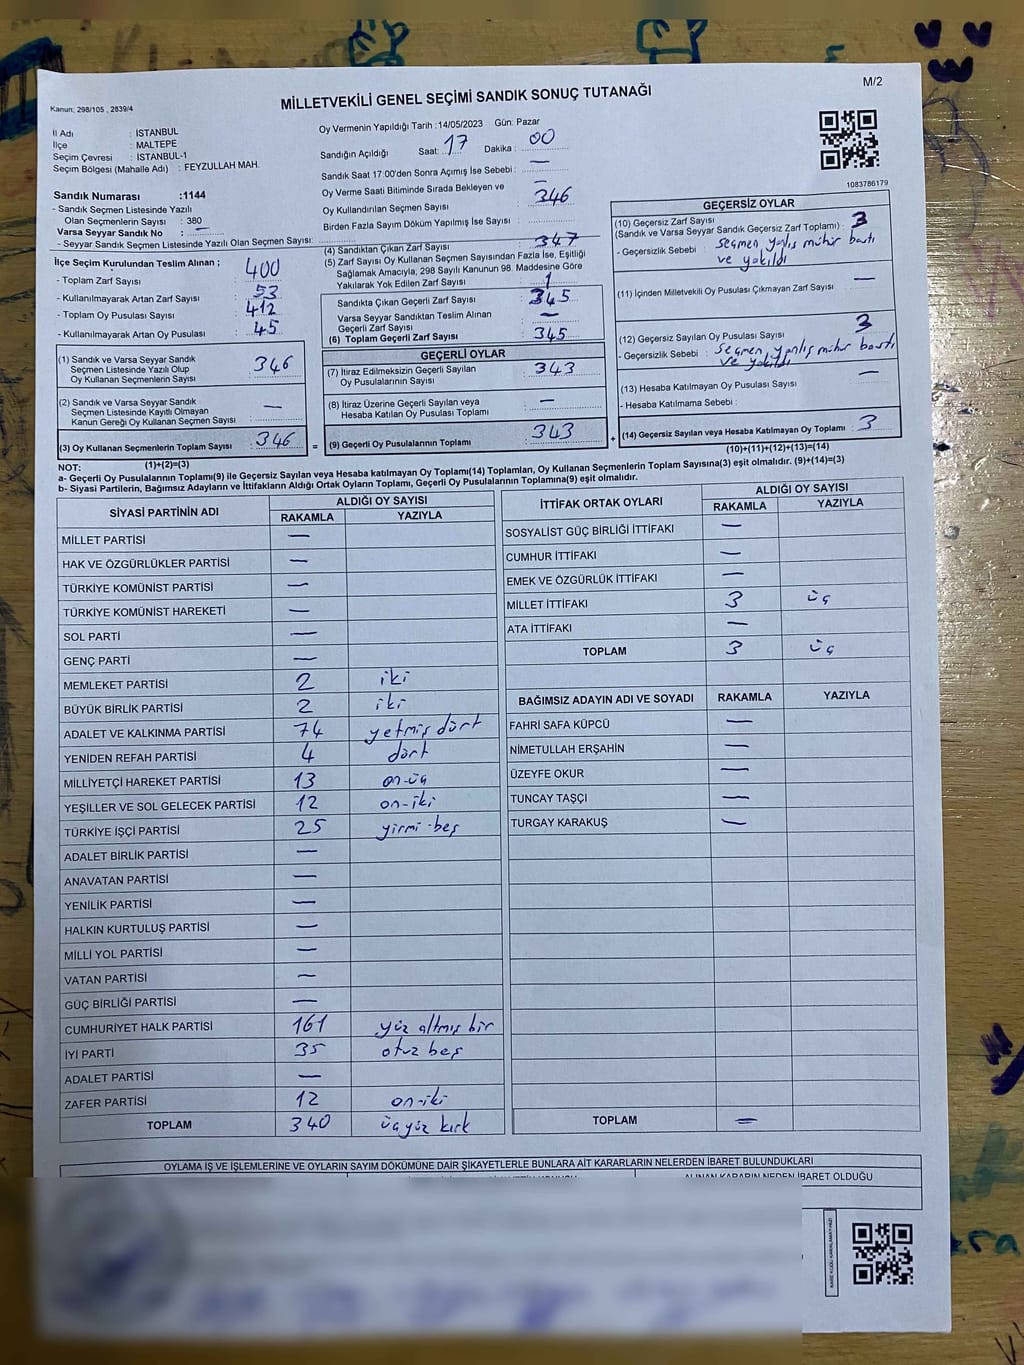 M/2
Kanun: 298/105 , 2839/4
MİLLETVEKİLİ GENEL SEÇİMİ SANDIK SONUÇ TUTANAĞI
İl Adı : İSTANBUL
İlçe : MALTEPE
Seçim Çevresi : İSTANBUL-1
Seçim Bölgesi (Mahalle Adı) : FEYZULLAH MAH.
Sandık Numarası :1144
- Sandık Seçmen Listesinde Yazılı
Olan Seçmenlerin Sayısı : 380
Varsa Seyyar Sandık No : —
- Seyyar Sandık Seçmen Listesinde Yazılı Olan Seçmen Sayısı:
Oy Vermenin Yapıldığı Tarih : 14/05/2023 Gün: Pazar
Sandığın Açıldığı Saat: 17 Dakika : 00
Sandık Saat 17:00'den Sonra Açımış İse Sebebi : —
Oy Verme Saati Bitiminde Sırada Bekleyen ve
Oy Kullandırılan Seçmen Sayısı : 346
Birden Fazla Sayım Döküm Yapılmış İse Sayısı :
1083786179
İlçe Seçim Kurulundan Teslim Alınan ;
- Toplam Zarf Sayısı : 400
- Kullanılmayarak Artan Zarf Sayısı : 53
- Toplam Oy Pusulası Sayısı : 412
- Kullanılmayarak Artan Oy Pusulası : 45
(1) Sandık ve Varsa Seyyar Sandık
Seçmen Listesinde Yazılı Olup
Oy Kullanan Seçmenlerin Sayısı : 346
(2) Sandık ve Varsa Seyyar Sandık
Seçmen Listesinde Kayıtlı Olmayan
Kanun Gereği Oy Kullanan Seçmen Sayısı : —
(3) Oy Kullanan Seçmenlerin Toplam Sayısı : 346
(1)+(2)=(3)
(4) Sandıktan Çıkan Zarf Sayısı : 347
(5) Zarf Sayısı Oy Kullanan Seçmen Sayısından Fazla İse, Eşitliği
Sağlamak Amacıyla; 298 Sayılı Kanunun 98. Maddesine Göre
Yakılarak Yok Edilen Zarf Sayısı : 1
Sandıkta Çıkan Geçerli Zarf Sayısı : 345
Varsa Seyyar Sandıktan Teslim Alınan
Geçerli Zarf Sayısı : —
(6) Toplam Geçerli Zarf Sayısı : 345
GEÇERLİ OYLAR
(7) İtiraz Edilmeksizin Geçerli Sayılan
Oy Pusulalarının Sayısı : 343
(8) İtiraz Üzerine Geçerli Sayılan veya
Hesaba Katılan Oy Pusulası Toplamı : —
= (9) Geçerli Oy Pusulalarının Toplamı : 343
GEÇERSİZ OYLAR
(10) Geçersiz Zarf Sayısı : 3
(Sandık ve Varsa Seyyar Sandık Geçersiz Zarf Toplamı) :
- Geçersizlik Sebebi : Seçmen yanlış mühür bastı
ve yakıldı
(11) İçinden Milletvekili Oy Pusulası Çıkmayan Zarf Sayısı : —
(12) Geçersiz Sayılan Oy Pusulası Sayısı : 3
- Geçersizlik Sebebi : Seçmen yanlış mühür bastı
ve yakıldı
(13) Hesaba Katılmayan Oy Pusulası Sayısı : —
- Hesaba Katılmama Sebebi :
+ (14) Geçersiz Sayılan veya Hesaba Katılmayan Oy Toplamı : 3
(10)+(11)+(12)+(13)=(14)
NOT:
a- Geçerli Oy Pusulalarının Toplamı(9) ile Geçersiz Sayılan veya Hesaba katılmayan Oy Toplamı(14) Toplamları, Oy Kullanan Seçmenlerin Toplam Sayısına(3) eşit olmalıdır. (9)+(14)=(3)
b- Siyasi Partilerin, Bağımsız Adayların ve İttifakların Aldığı Ortak Oyların Toplamı, Geçerli Oy Pusulalarının Toplamına(9) eşit olmalıdır.
SİYASİ PARTİNİN ADI ALDIĞI OY SAYISI
RAKAMLA YAZIYLA
MİLLET PARTİSİ —
HAK VE ÖZGÜRLÜKLER PARTİSİ —
TÜRKİYE KOMÜNİST PARTİSİ —
TÜRKİYE KOMÜNİST HAREKETİ —
SOL PARTİ —
GENÇ PARTİ —
MEMLEKET PARTİSİ 2 iki
BÜYÜK BİRLİK PARTİSİ 2 iki
ADALET VE KALKINMA PARTİSİ 74 yetmiş dört
YENİDEN REFAH PARTİSİ 4 dört
MİLLİYETÇİ HAREKET PARTİSİ 13 on-üç
YEŞİLLER VE SOL GELECEK PARTİSİ 12 on-iki
TÜRKİYE İŞÇİ PARTİSİ 25 yirmi-beş
ADALET BİRLİK PARTİSİ —
ANAVATAN PARTİSİ —
YENİLİK PARTİSİ —
HALKIN KURTULUŞ PARTİSİ —
MİLLİ YOL PARTİSİ —
VATAN PARTİSİ —
GÜÇ BİRLİĞİ PARTİSİ —
CUMHURİYET HALK PARTİSİ 161 yüz altmış bir
İYİ PARTİ 35 otuz beş
ADALET PARTİSİ —
ZAFER PARTİSİ 12 on-iki
TOPLAM 340 üçyüz kırk
İTTİFAK ORTAK OYLARI ALDIĞI OY SAYISI
RAKAMLA YAZIYLA
SOSYALİST GÜÇ BİRLİĞİ İTTİFAKI —
CUMHUR İTTİFAKI —
EMEK VE ÖZGÜRLÜK İTTİFAKI —
MİLLET İTTİFAKI 3 üç
ATA İTTİFAKI —
TOPLAM 3 üç
BAĞIMSIZ ADAYIN ADI VE SOYADI RAKAMLA YAZIYLA
FAHRİ SAFA KÜPCÜ —
NİMETULLAH ERŞAHİN —
ÜZEYFE OKUR —
TUNCAY TAŞÇI —
TURGAY KARAKUŞ —
TOPLAM =
OYLAMA İŞ VE İŞLEMLERİNE VE OYLARIN SAYIM DÖKÜMÜNE DAİR ŞİKAYETLERLE BUNLARA AİT KARARLARIN NELERDEN İBARET BULUNDUKLARI
ALINAN KARARIN NEDEN İBARET OLDUĞU